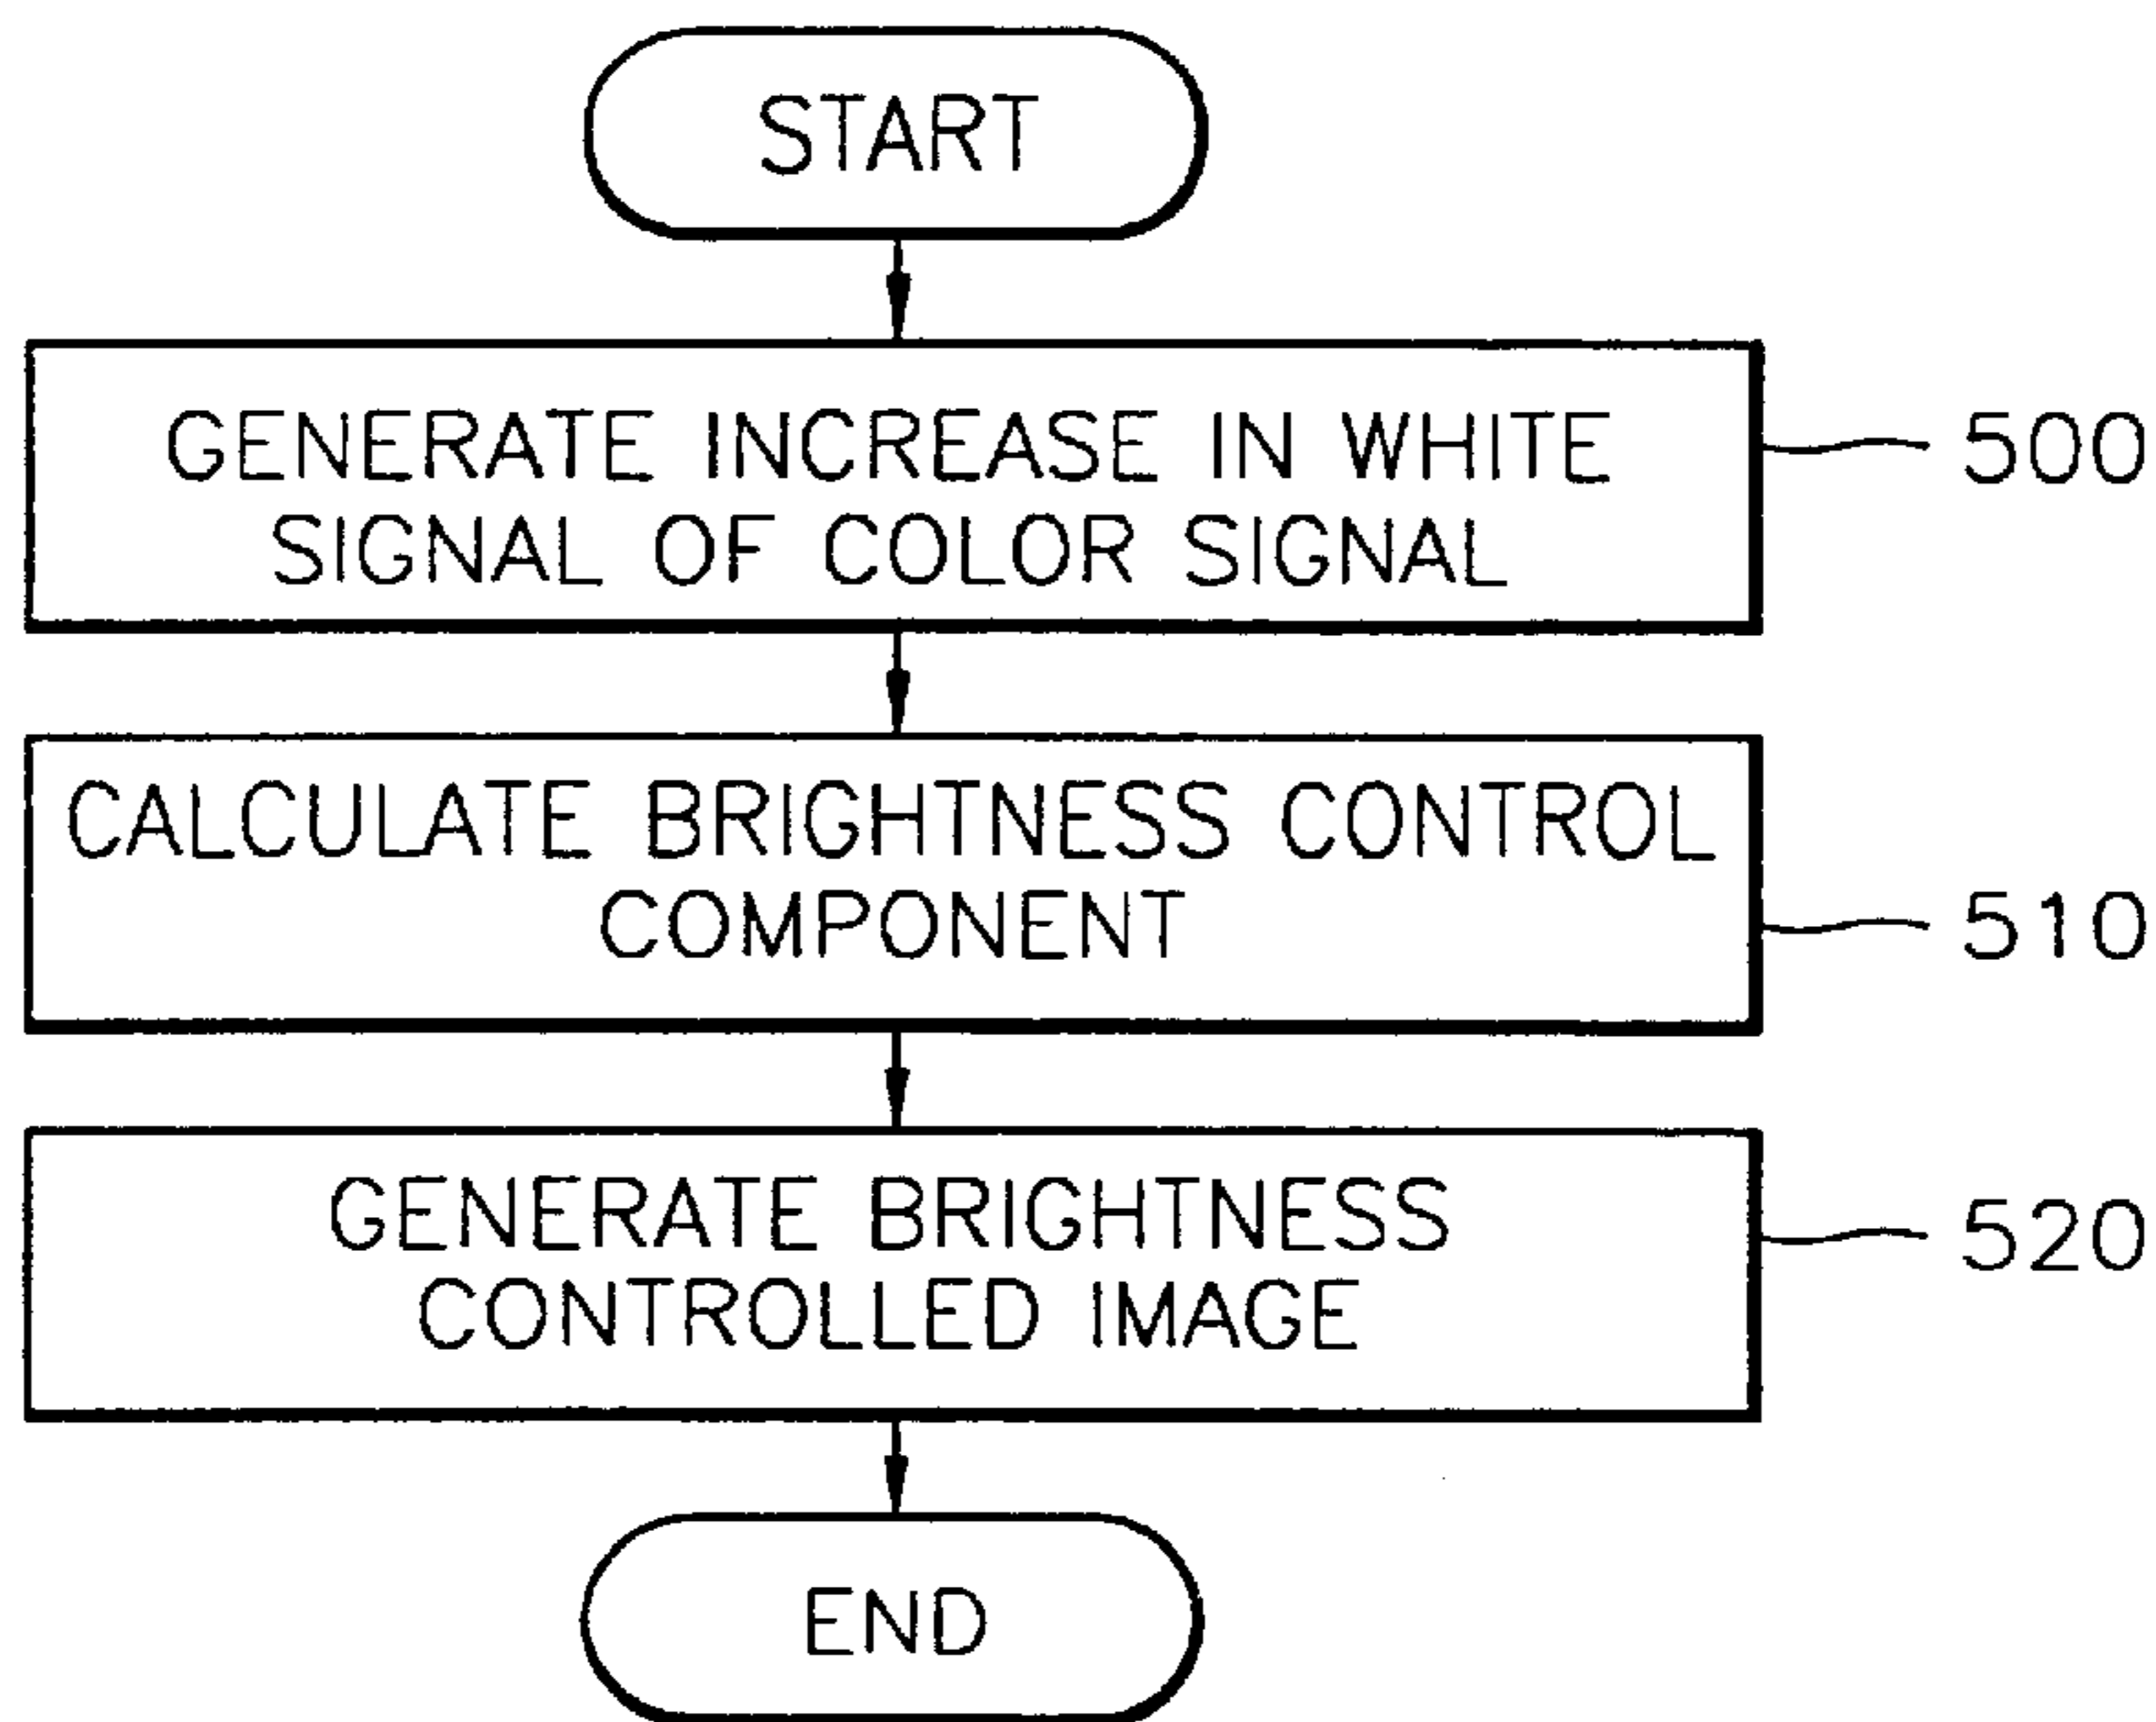 START
GENERATE INCREASE IN WHITE
SIGNAL OF COLOR SIGNAL
500
CALCULATE BRIGHTNESS CONTROL
COMPONENT
510
GENERATE BRIGHTNESS
CONTROLLED IMAGE
520
END